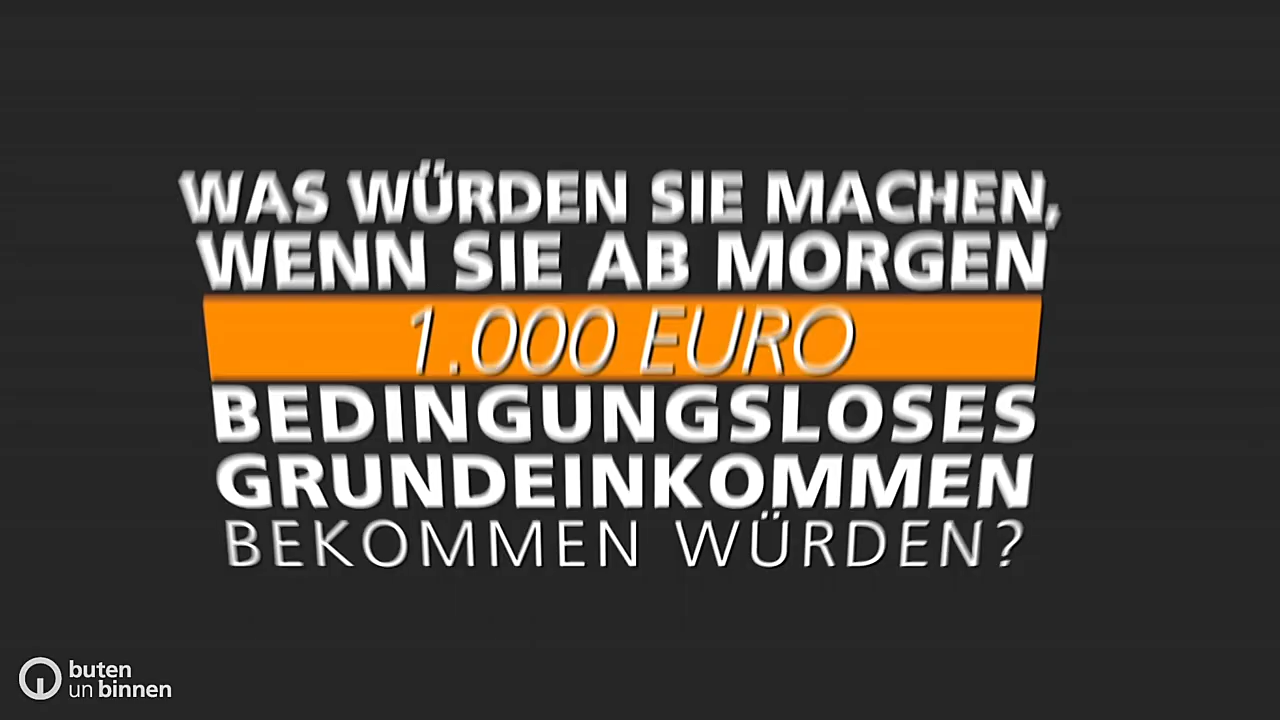 WAS WÜRDEN SIE MACHEN,
WENN SIE AB MORGEN
1.000 EURO
BEDINGUNGSLOSES
GRUNDEINKOMMEN
BEKOMMEN WÜRDEN?
buten
un binnen